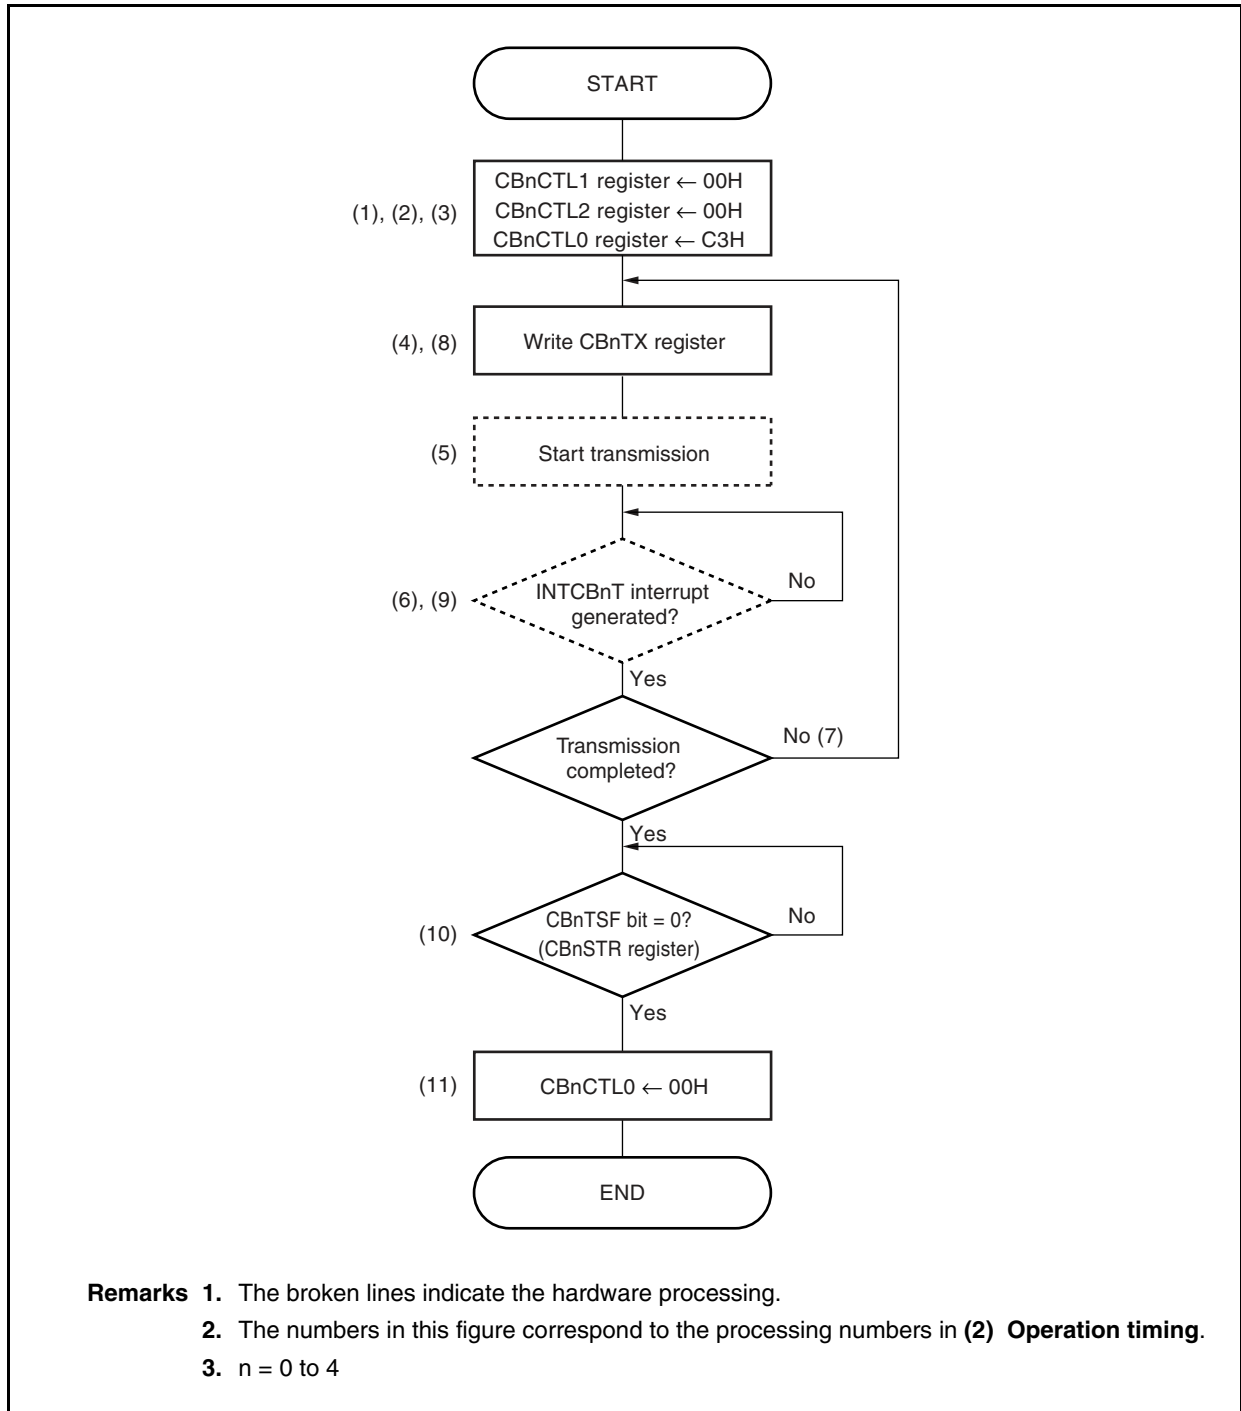 START
CBnCTL1 register ← 00H
(1), (2), (3)
CBnCTL2 register ← 00H
CBnCTL0 register ← C3H
(4), (8)
Write CBnTX register
(5)
Start transmission
(6), (9)
INTCBnT interrupt
generated?
No
Yes
Transmission
completed?
No (7)
Yes
(10)
CBnTSF bit = 0?
(CBnSTR register)
No
Yes
(11)
CBnCTL0 ← 00H
END
Remarks 1. The broken lines indicate the hardware processing.
2. The numbers in this figure correspond to the processing numbers in (2) Operation timing.
3. n = 0 to 4